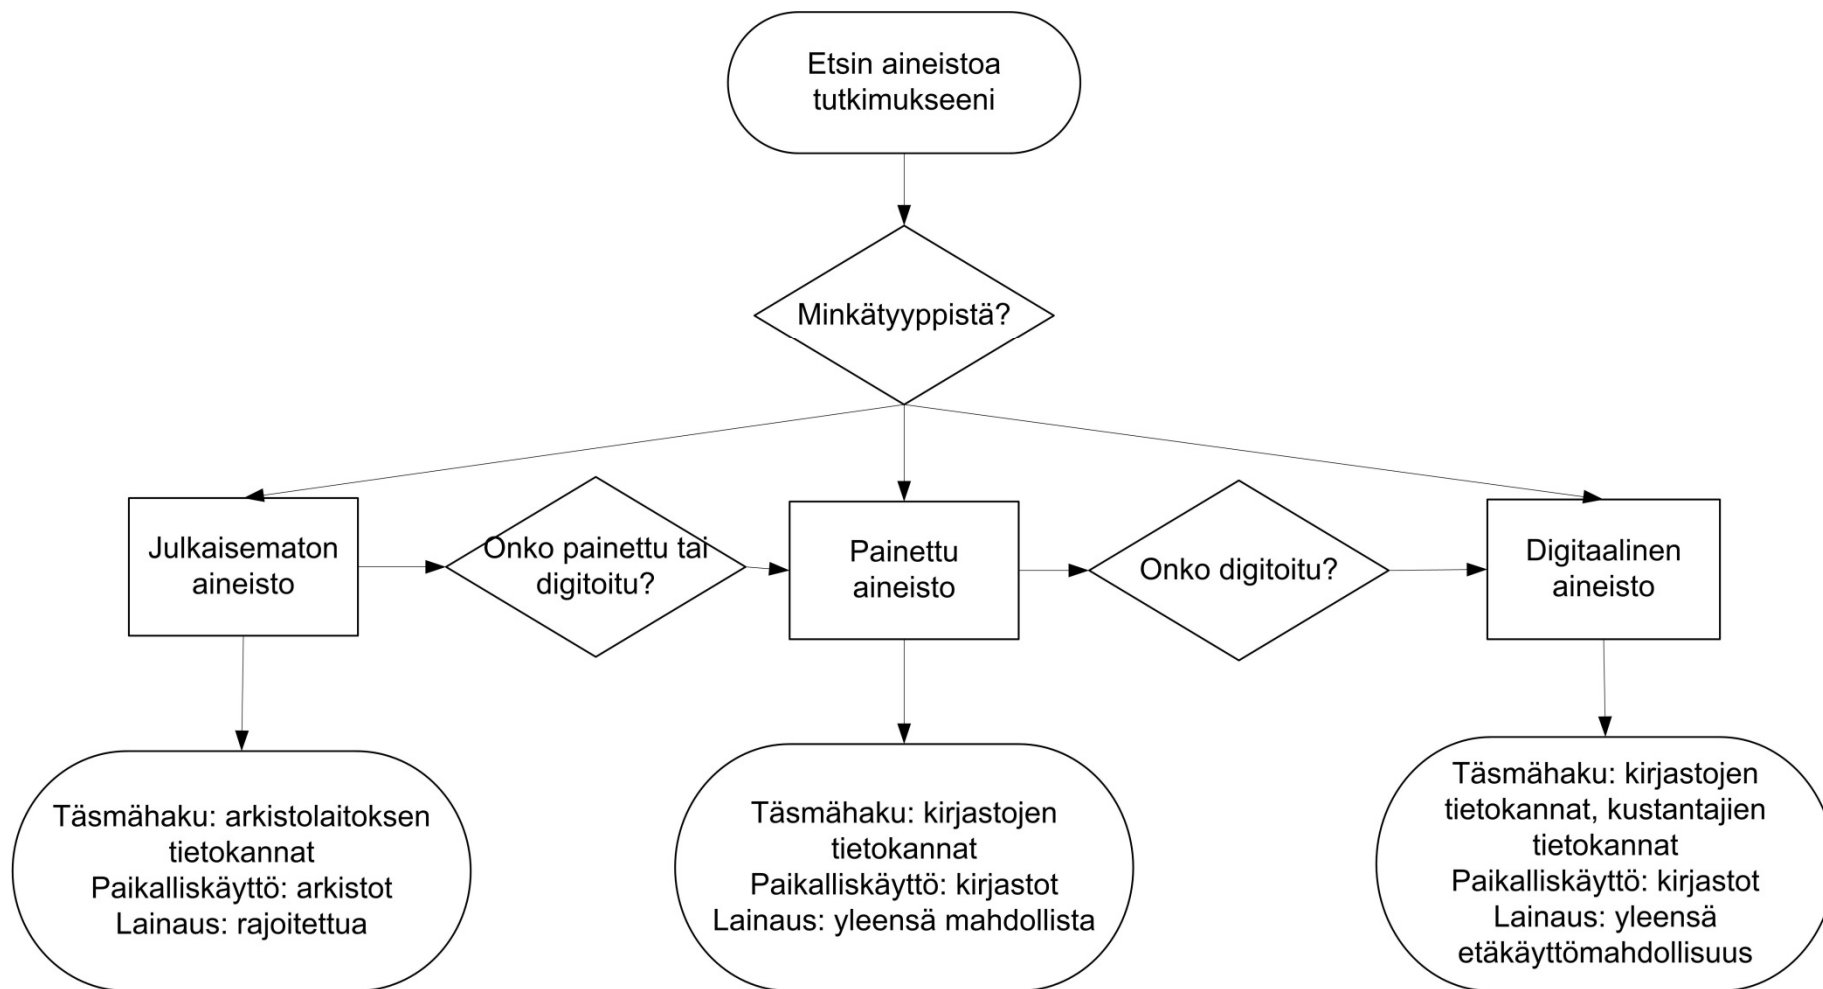 Etsin aineistoa
tutkimukseeni
Minkätyyppistä?
Julkaisematon
aineisto
Onko painettu tai
digitoitu?
Painettu
aineisto
Onko digitoitu?
Digitaalinen
aineisto
Täsmähaku: arkistolaitoksen
tietokannat
Paikalliskäyttö: arkistot
Lainaus: rajoitettua
Täsmähaku: kirjastojen
tietokannat
Paikalliskäyttö: kirjastot
Lainaus: yleensä mahdollista
Täsmähaku: kirjastojen
tietokannat, kustantajien
tietokannat
Paikalliskäyttö: kirjastot
Lainaus: yleensä
etäkäyttömahdollisuus